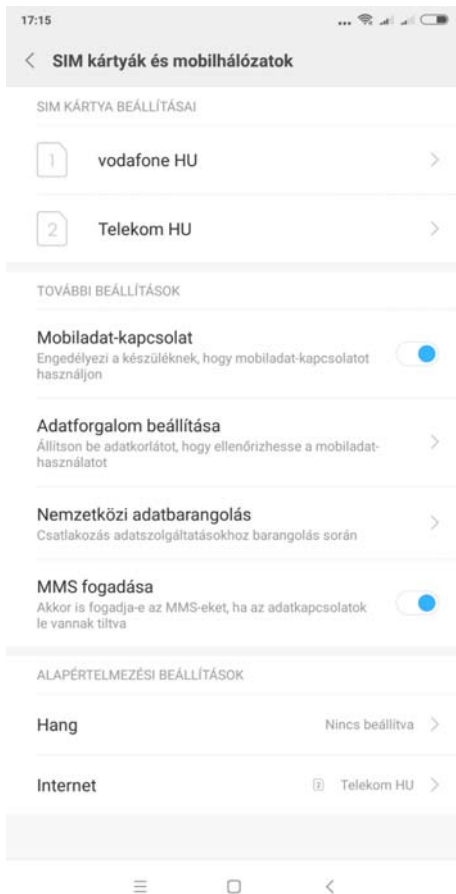 17:15
SIM kártyák és mobilhálózatok
SIM KÁRTYA BEÁLLÍTÁSAI
1 vodafone HU
2 Telekom HU
TOVÁBBI BEÁLLÍTÁSOK
Mobiladat-kapcsolat
Engedélyezi a készüléknek, hogy mobiladat-kapcsolatot
használjon
Adatforgalom beállítása
Állítson be adatkorlátot, hogy ellenőrizhesse a mobiladat-
használatot
Nemzetközi adatbarangolás
Csatlakozás adatszolgáltatásokhoz barangolás során
MMS fogadása
Akkor is fogadja-e az MMS-eket, ha az adatkapcsolatok
le vannak tiltva
ALAPÉRTELMEZÉSI BEÁLLÍTÁSOK
Hang Nincs beállítva
Internet 2 Telekom HU